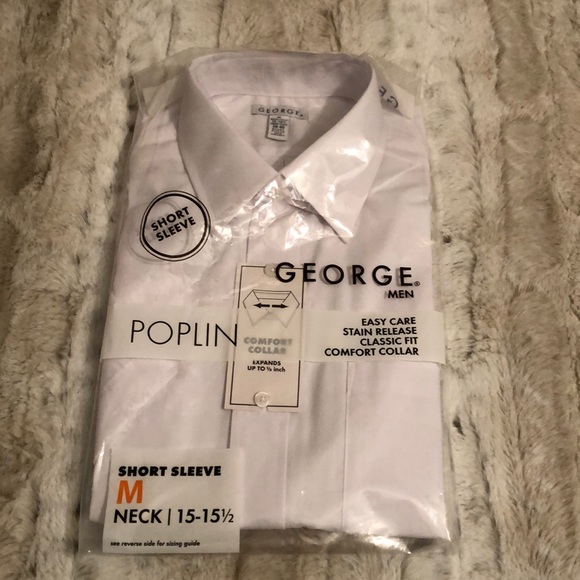 GEORGE®
SHORT
SLEEVE
GEORGE®
MEN
POPLIN
COMFORT
COLLAR
EXPANDS
UP TO ½ inch
EASY CARE
STAIN RELEASE
CLASSIC FIT
COMFORT COLLAR
SHORT SLEEVE
M
NECK | 15-15½
see reverse side for sizing guide